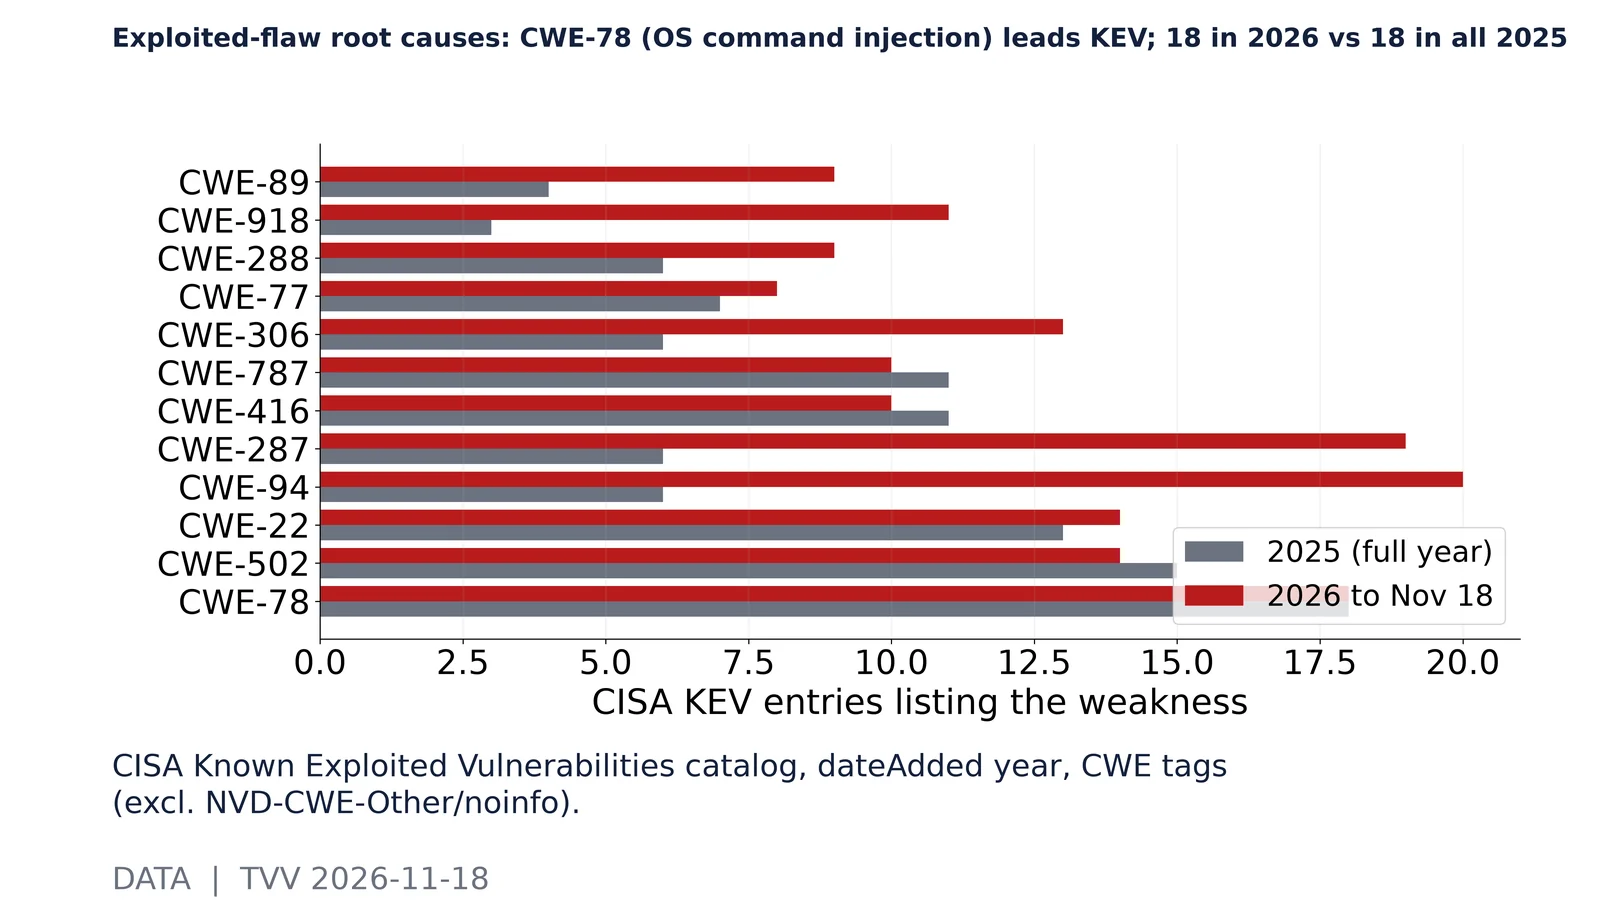 Exploited-flaw root causes: CWE-78 (OS command injection) leads KEV; 18 in 2026 vs 18 in all 2025
CWE-89
CWE-918
CWE-288
CWE-77
CWE-306
CWE-787
CWE-416
CWE-287
CWE-94
CWE-22
CWE-502
CWE-78
2025 (full year)
2026 to Nov 18
0.0 2.5 5.0 7.5 10.0 12.5 15.0 17.5 20.0
CISA KEV entries listing the weakness
CISA Known Exploited Vulnerabilities catalog, dateAdded year, CWE tags
(excl. NVD-CWE-Other/noinfo).
DATA | TVV 2026-11-18